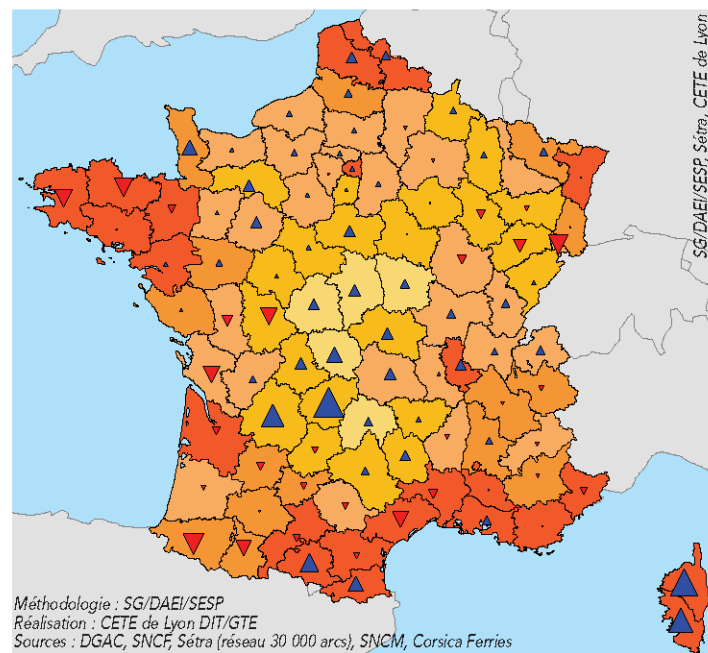 SG/DAEI/SESP, Sétra, CETE de Lyon
Méthodologie : SG/DAEI/SESP
Réalisation : CETE de Lyon DIT/GTE
Sources : DGAC, SNCF, Sétra (réseau 30 000 arcs), SNCM, Corsica Ferries